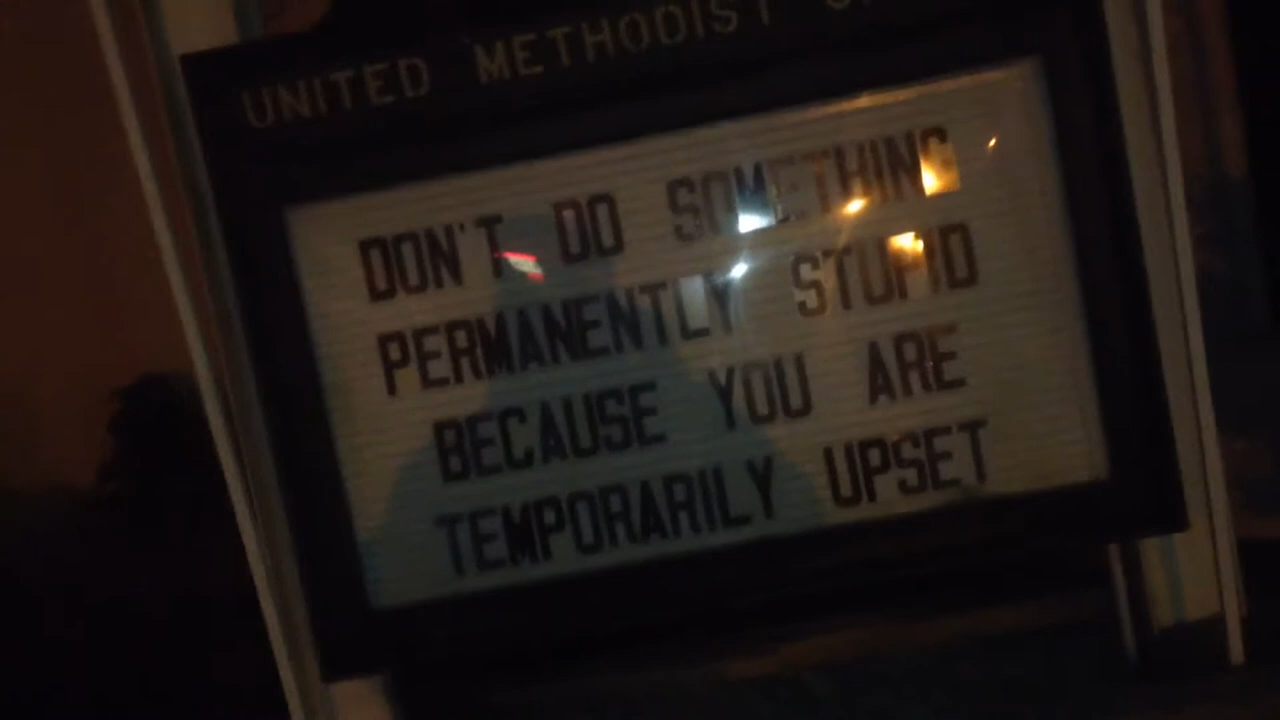 UNITED METHODIST
DON'T DO SOMETHING
PERMANENTLY STUPID
BECAUSE YOU ARE
TEMPORARILY UPSET